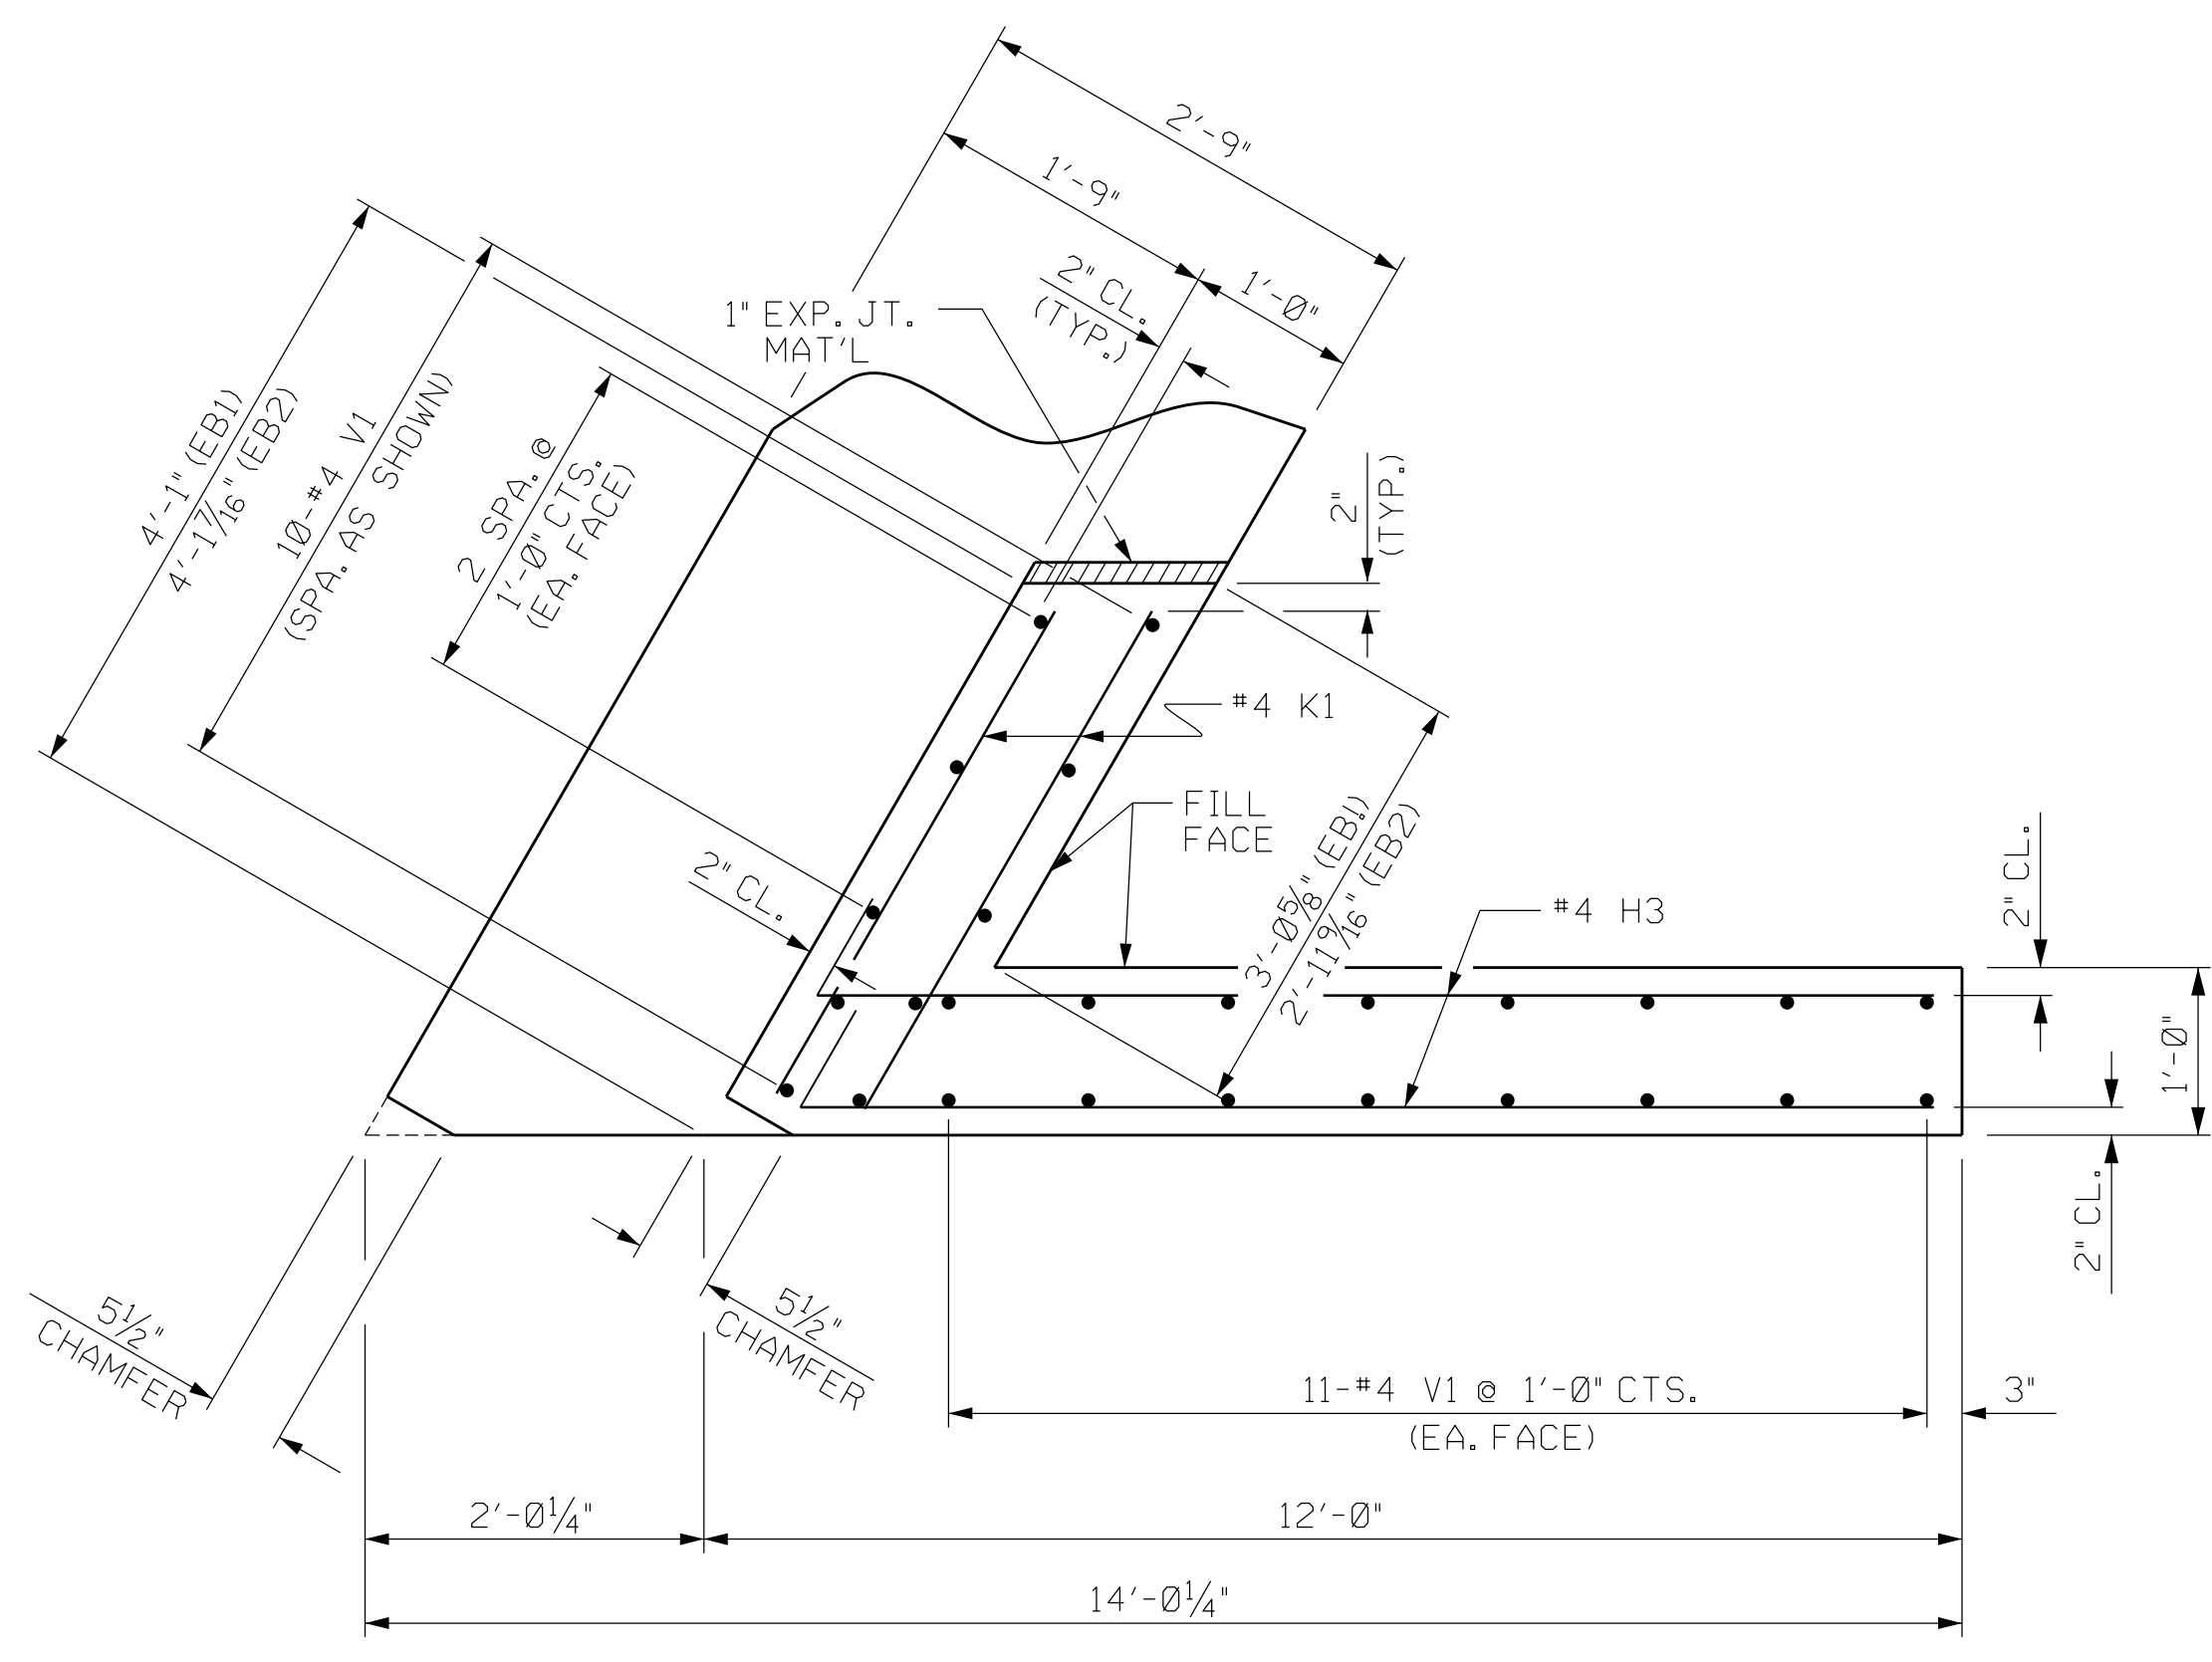 2'-9"
1'-9"
2" CL.
(TYP.)
1'-0"
1" EXP. JT.
MAT'L
4'-1" (EB1)
4'-1 7/16" (EB2)
10-#4 V1
(SPA. AS SHOWN)
2 SPA. @
1'-0" CTS.
(EA. FACE)
2"
(TYP.)
#4 K1
FILL
FACE
2" CL.
3'-0 5/8" (EB!)
2'-11 9/16" (EB2)
#4 H3
2" CL.
1'-0"
2" CL.
5 1/2"
CHAMFER
5 1/2"
CHAMFER
11-#4 V1 @ 1'-0" CTS.
(EA. FACE)
3"
2'-0 1/4"
12'-0"
14'-0 1/4"